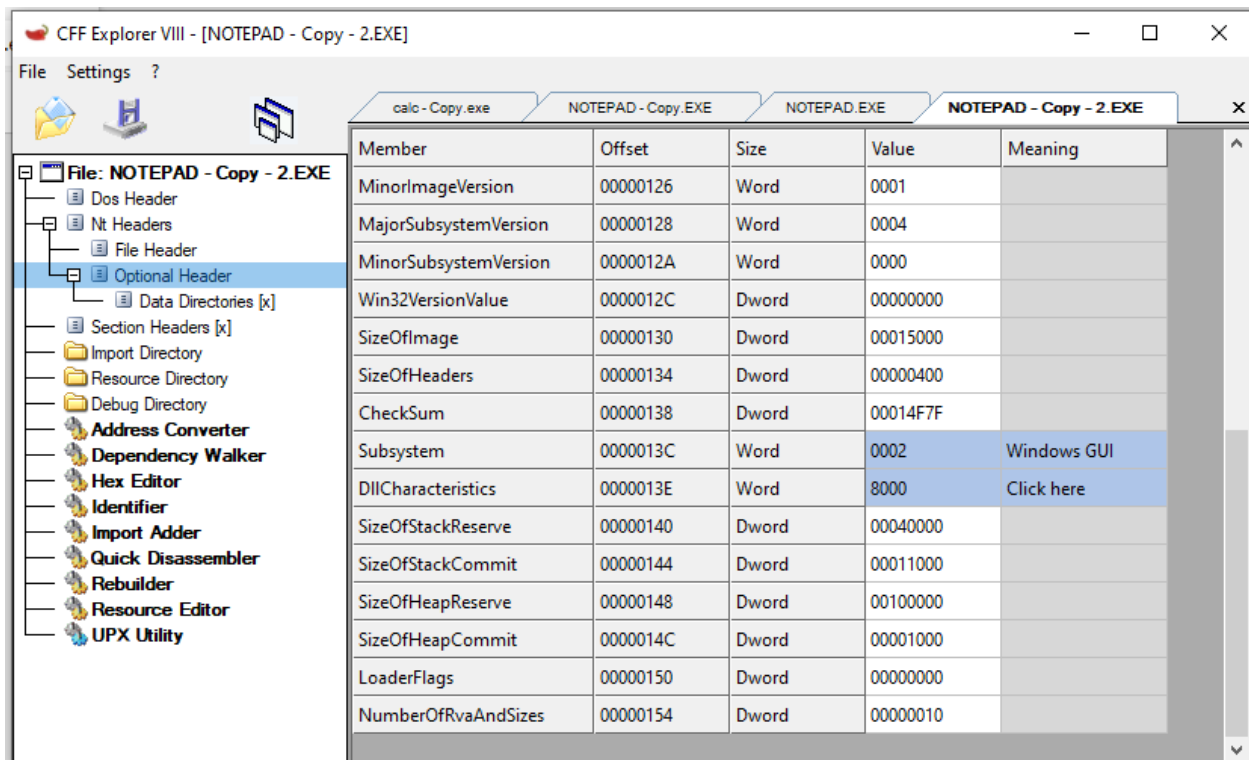 CFF Explorer VIII - [NOTEPAD - Copy - 2.EXE]
File Settings ?
calc - Copy.exe NOTEPAD - Copy.EXE NOTEPAD.EXE NOTEPAD - Copy - 2.EXE
File: NOTEPAD - Copy - 2.EXE
Dos Header
Nt Headers
File Header
Optional Header
Data Directories [x]
Section Headers [x]
Import Directory
Resource Directory
Debug Directory
Address Converter
Dependency Walker
Hex Editor
Identifier
Import Adder
Quick Disassembler
Rebuilder
Resource Editor
UPX Utility
Member Offset Size Value Meaning
MinorImageVersion 00000126 Word 0001
MajorSubsystemVersion 00000128 Word 0004
MinorSubsystemVersion 0000012A Word 0000
Win32VersionValue 0000012C Dword 00000000
SizeOfImage 00000130 Dword 00015000
SizeOfHeaders 00000134 Dword 00000400
CheckSum 00000138 Dword 00014F7F
Subsystem 0000013C Word 0002 Windows GUI
DllCharacteristics 0000013E Word 8000 Click here
SizeOfStackReserve 00000140 Dword 00040000
SizeOfStackCommit 00000144 Dword 00011000
SizeOfHeapReserve 00000148 Dword 00100000
SizeOfHeapCommit 0000014C Dword 00001000
LoaderFlags 00000150 Dword 00000000
NumberOfRvaAndSizes 00000154 Dword 00000010